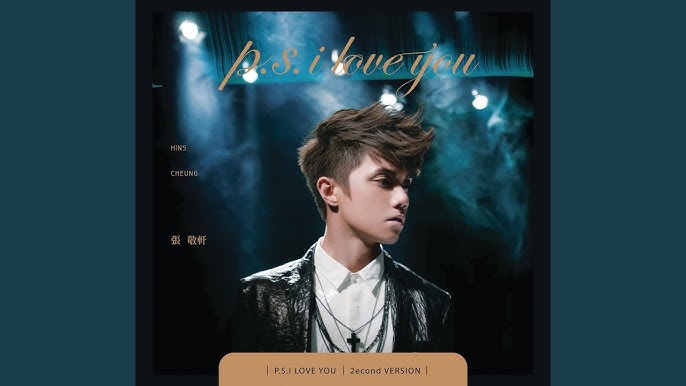 p.s. i love you
HINS
CHEUNG
張 敬軒
| P.S.I LOVE YOU | 2econd VERSION |